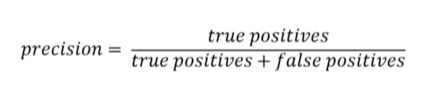 precision = true positives / true positives + false positives